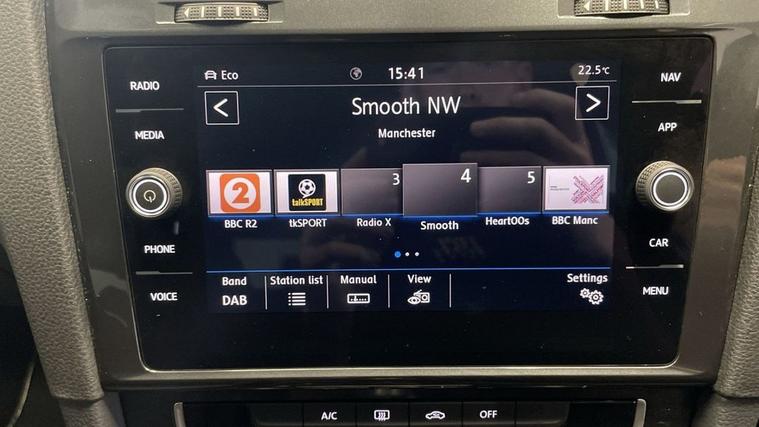 RADIO
MEDIA
PHONE
VOICE
Eco
15:41
22.5°C
Smooth NW
Manchester
2
talkSPORT
3
4
5
BBC R2
tkSPORT
Radio X
Smooth
Heart00s
BBC Manc
Band
Station list
Manual
View
Settings
DAB
NAV
APP
CAR
MENU
A/C
OFF